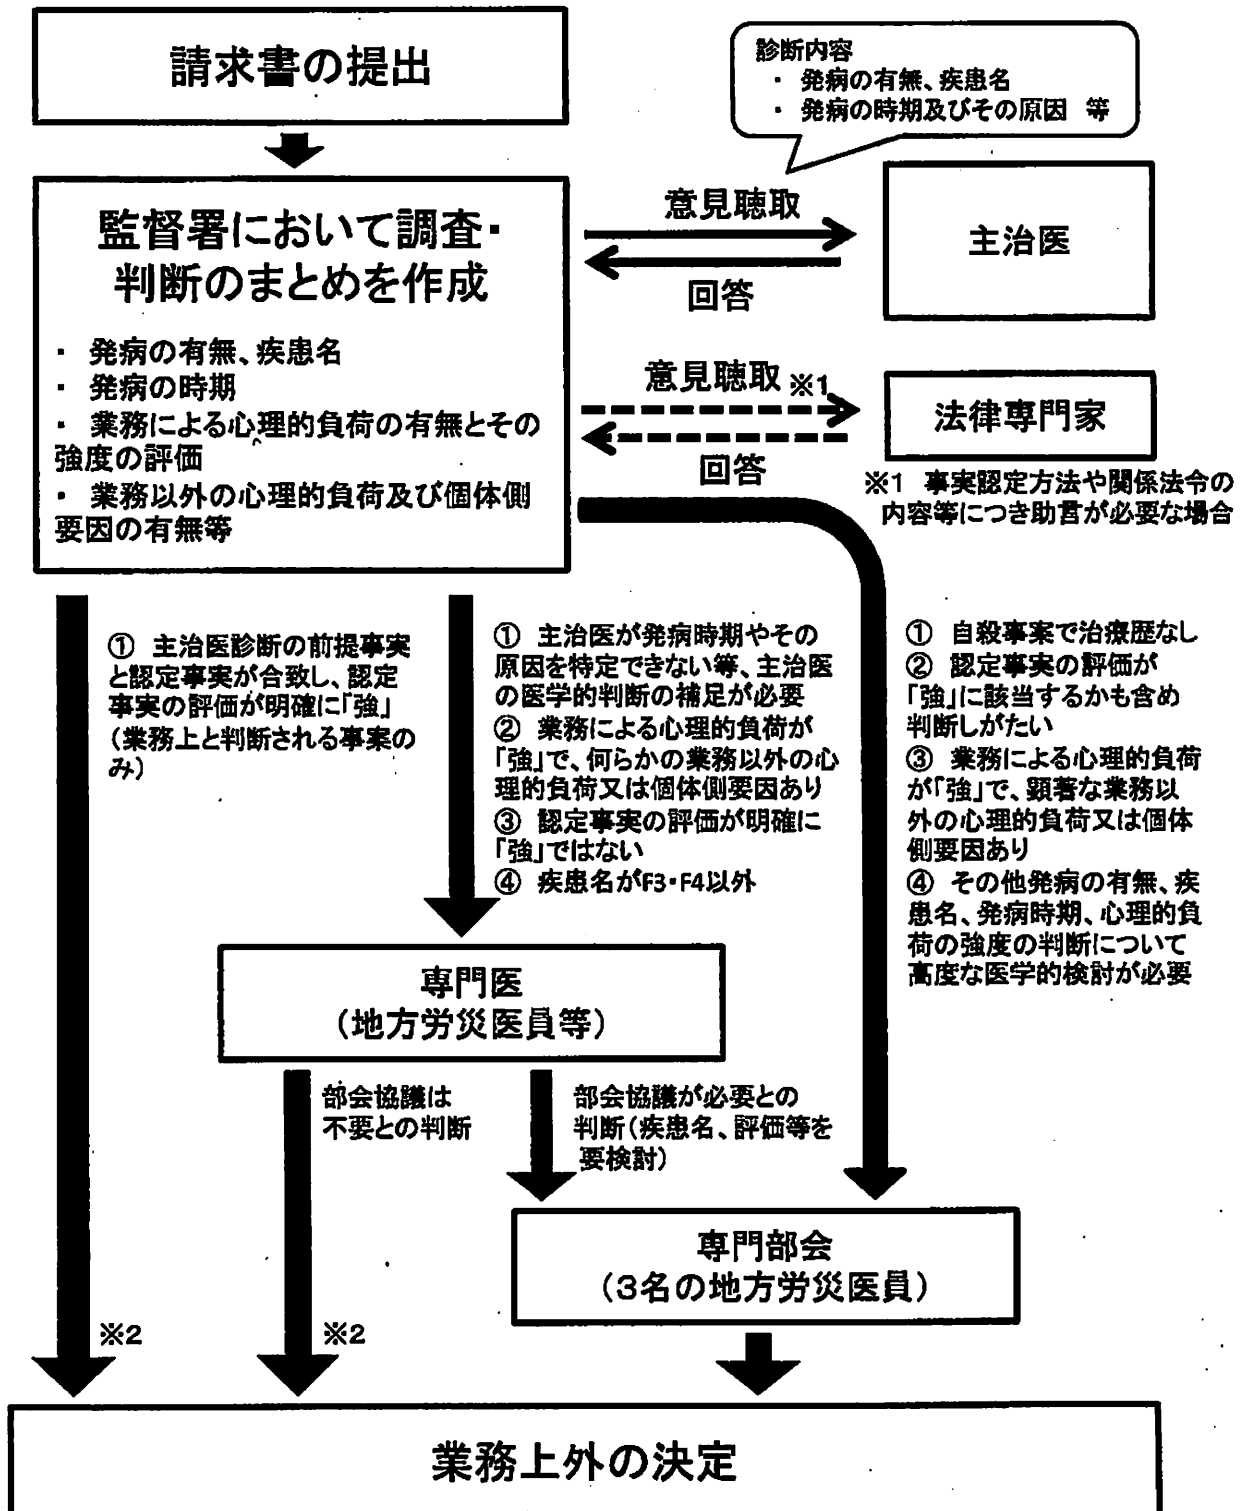 請求書の提出
診断内容
・ 発病の有無、疾患名
・ 発病の時期及びその原因 等
監督署において調査・
判断のまとめを作成
・ 発病の有無、疾患名
・ 発病の時期
・ 業務による心理的負荷の有無とその
強度の評価
・ 業務以外の心理的負荷及び個体側
要因の有無等
意見聴取
回答
主治医
意見聴取 ※1
回答
法律専門家
※1 事実認定方法や関係法令の
内容等につき助言が必要な場合
① 主治医診断の前提事実
と認定事実が合致し、認定
事実の評価が明確に「強」
（業務上と判断される事案の
み）
① 主治医が発病時期やその
原因を特定できない等、主治医
の医学的判断の補足が必要
② 業務による心理的負荷が
「強」で、何らかの業務以外の心
理的負荷又は個体側要因あり
③ 認定事実の評価が明確に
「強」ではない
④ 疾患名がF3・F4以外
① 自殺事案で治療歴なし
② 認定事実の評価が
「強」に該当するかも含め
判断しがたい
③ 業務による心理的負荷
が「強」で、顕著な業務以
外の心理的負荷又は個体
側要因あり
④ その他発病の有無、疾
患名、発病時期、心理的負
荷の強度の判断について
高度な医学的検討が必要
専門医
（地方労災医員等）
部会協議は
不要との判断
部会協議が必要との
判断（疾患名、評価等を
要検討）
専門部会
（3名の地方労災医員）
※2
※2
業務上外の決定